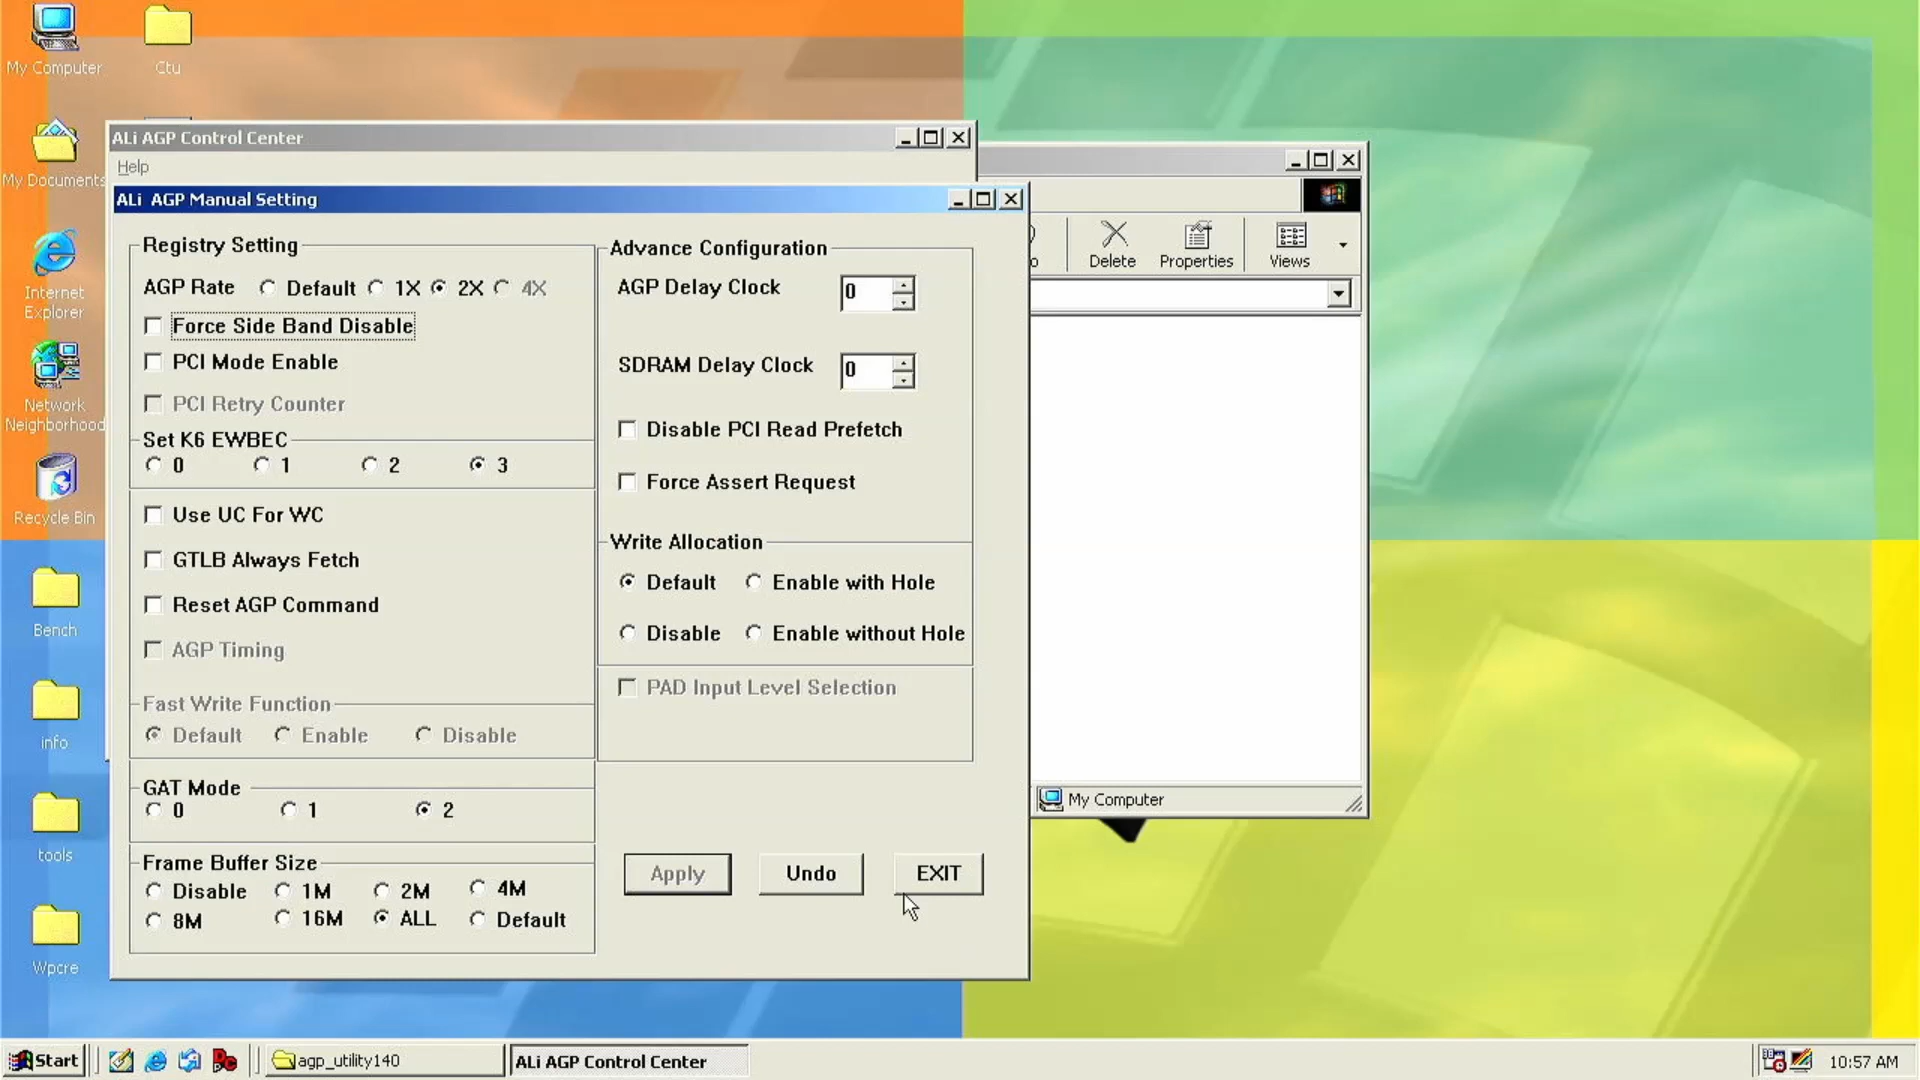 My Computer
Ctu
My Documents
Internet
Explorer
Network
Neighborhood
Recycle Bin
Bench
info
tools
Wpcre
ALi AGP Control Center
Help
ALi AGP Manual Setting
Registry Setting
AGP Rate Default 1X 2X 4X
Force Side Band Disable
PCI Mode Enable
PCI Retry Counter
Set K6 EWBEC
0 1 2 3
Use UC For WC
GTLB Always Fetch
Reset AGP Command
AGP Timing
Fast Write Function
Default Enable Disable
GAT Mode
0 1 2
Frame Buffer Size
Disable 1M 2M 4M
8M 16M ALL Default
Advance Configuration
AGP Delay Clock 0
SDRAM Delay Clock 0
Disable PCI Read Prefetch
Force Assert Request
Write Allocation
Default Enable with Hole
Disable Enable without Hole
PAD Input Level Selection
Apply Undo EXIT
Delete Properties Views
My Computer
Start agp_utility140 ALi AGP Control Center 10:57 AM